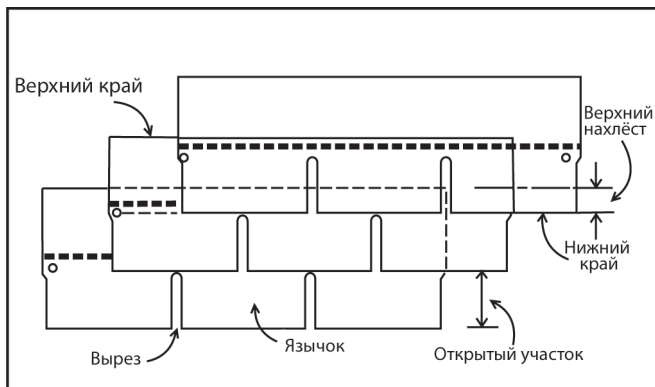 Верхний край
Верхний
нахлёст
Нижний
край
Вырез
Язычок
Открытый участок